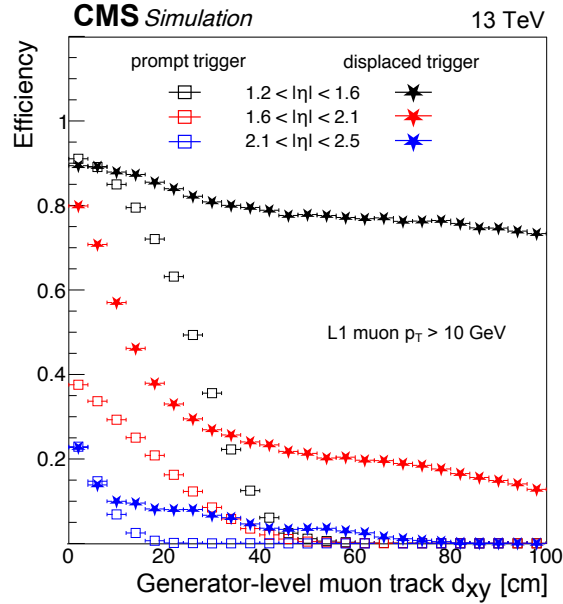 CMS Simulation 13 TeV
prompt trigger displaced trigger
1.2 < |η| < 1.6
1.6 < |η| < 2.1
2.1 < |η| < 2.5
L1 muon pT > 10 GeV
Efficiency
1
0.8
0.6
0.4
0.2
0 20 40 60 80 100
Generator-level muon track dxy [cm]